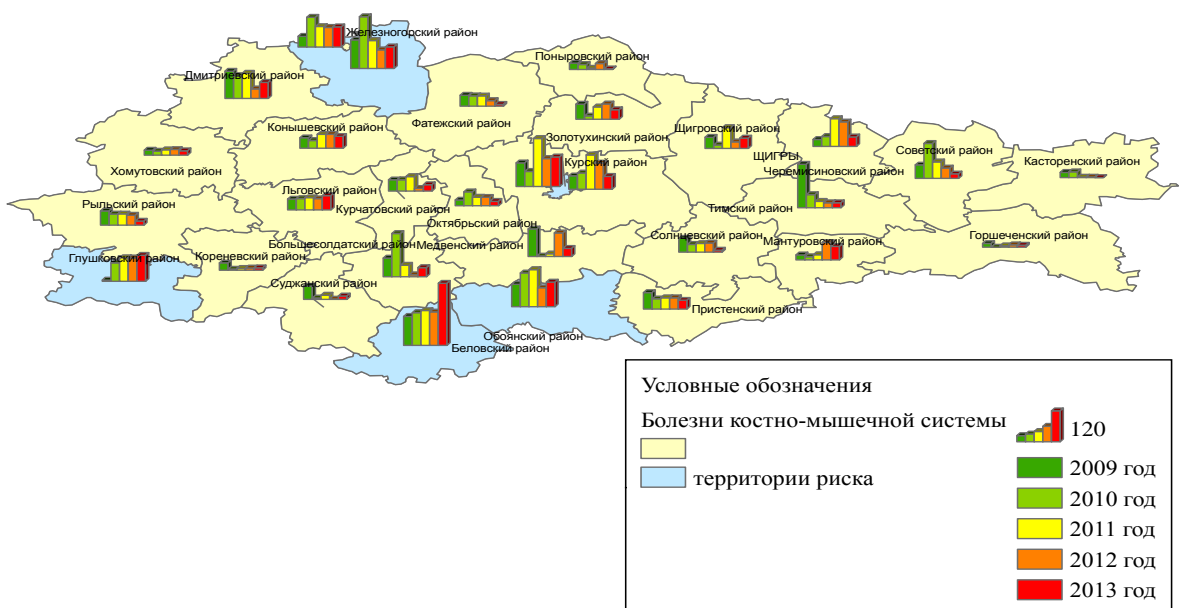 Железногорский район
Поныровский район
Дмитриевский район
Фатежский район
Конышевский район
Золотухинский район
Щигровский район
ЩИГРЫ
Черемисиновский район
Советский район
Касторенский район
Хомутовский район
Курский район
Льговский район
Курчатовский район
Октябрьский район
Тимский район
Рыльский район
Большесолдатский район
Медвенский район
Солнцевский район
Мантуровский район
Горшеченский район
Глушковский район
Кореневский район
Суджанский район
Пристенский район
Обоянский район
Беловский район
Условные обозначения
Болезни костно-мышечной системы
территории риска
120
2009 год
2010 год
2011 год
2012 год
2013 год